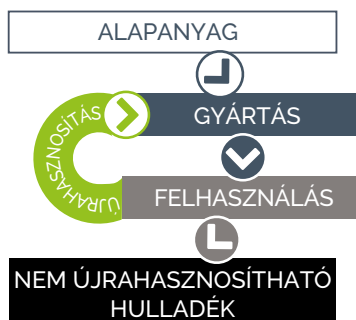 ALAPANYAG
ÚJRAHASZNOSÍTÁS
GYÁRTÁS
FELHASZNÁLÁS
NEM ÚJRAHASZNOSÍTHATÓ
HULLADÉK